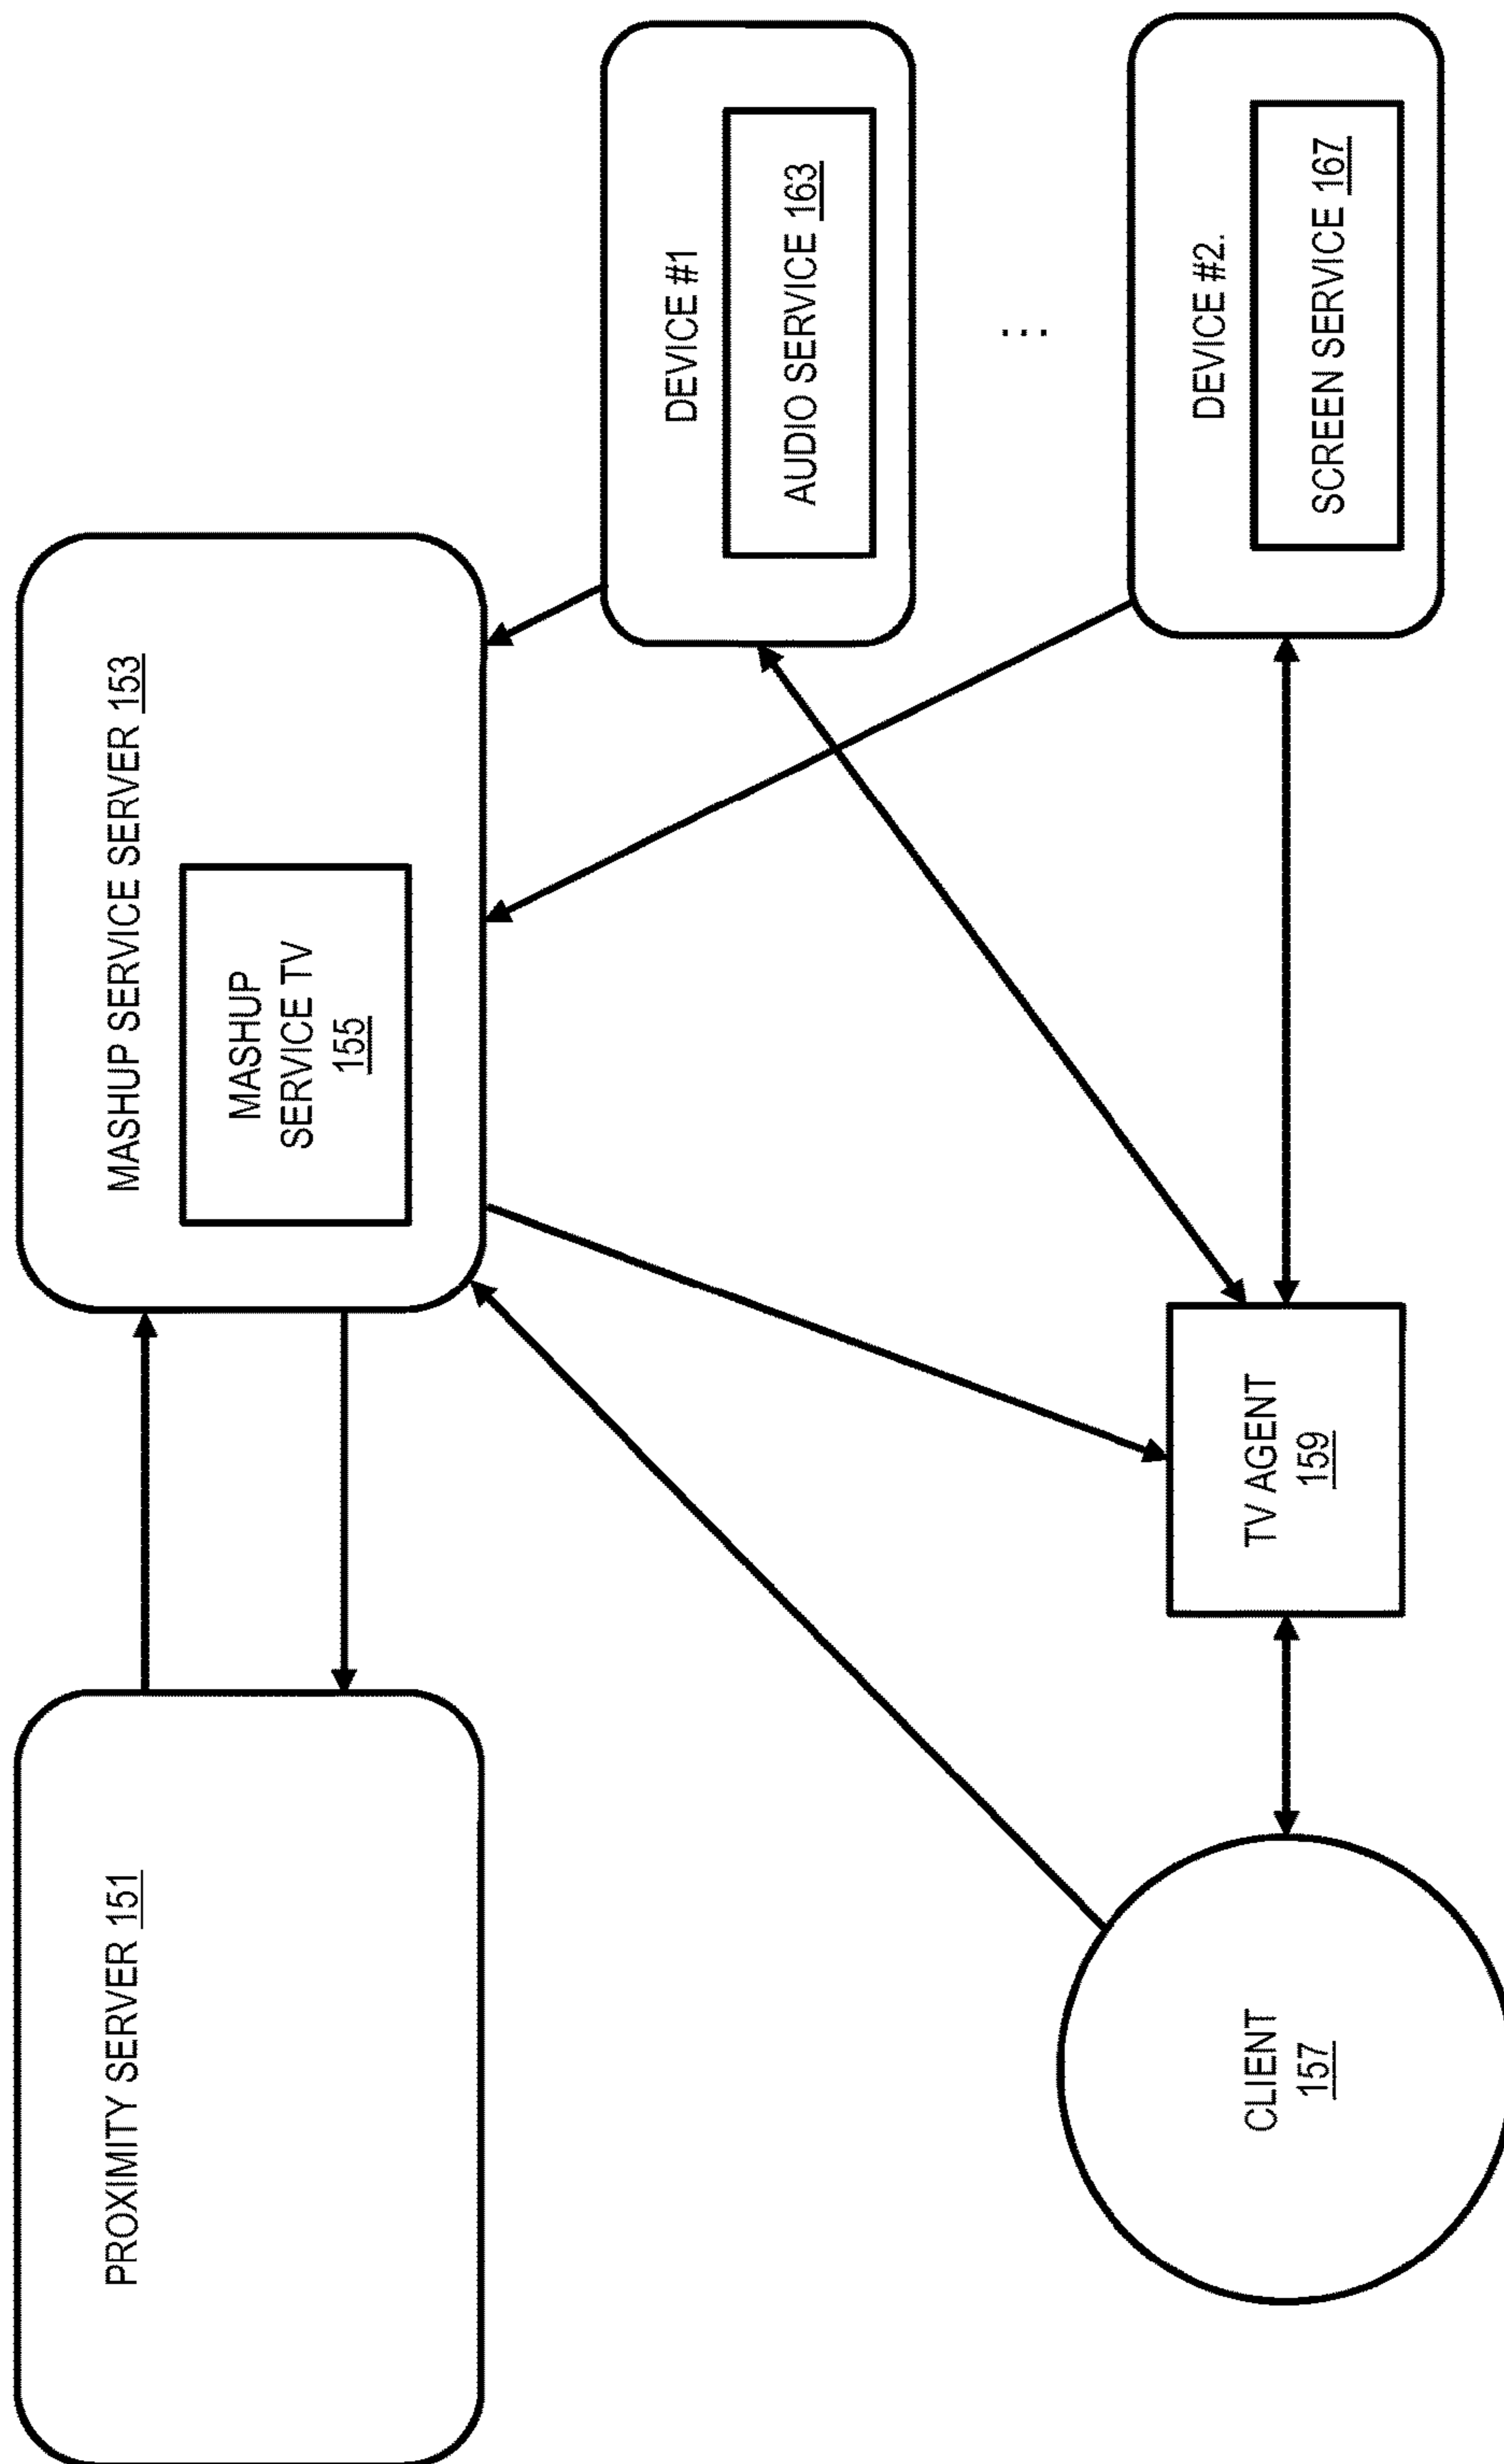 PROXIMITY SERVER 151
MASHUP SERVICE SERVER 153
MASHUP
SERVICE TV
155
DEVICE #1
AUDIO SERVICE 163
...
DEVICE #2.
SCREEN SERVICE 167
TV AGENT
159
CLIENT
157